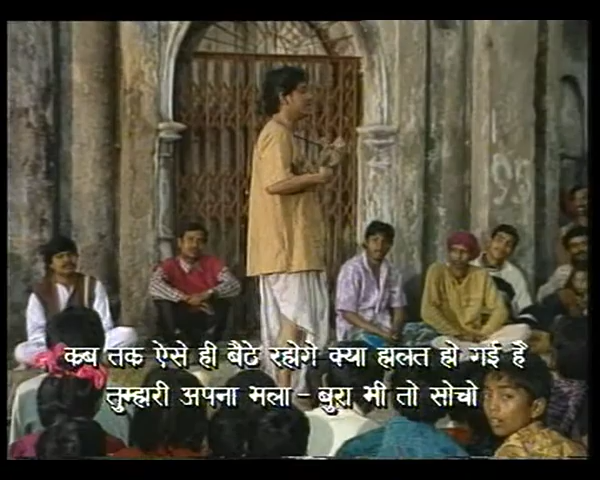 कब तक ऐसे ही बैठे रहोगे क्या हालत हो गई है
तुम्हारी अपना भला - बुरा भी तो सोचो